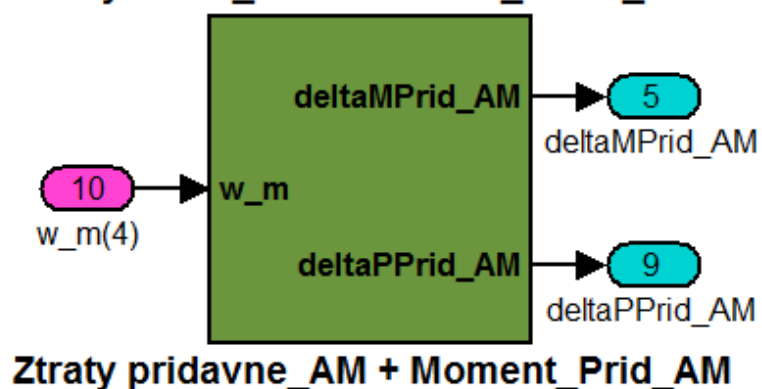 deltaMPrid_AM
5
deltaMPrid_AM
10
w_m
w_m(4)
deltaPPrid_AM
9
deltaPPrid_AM
Ztraty pridavne_AM + Moment_Prid_AM